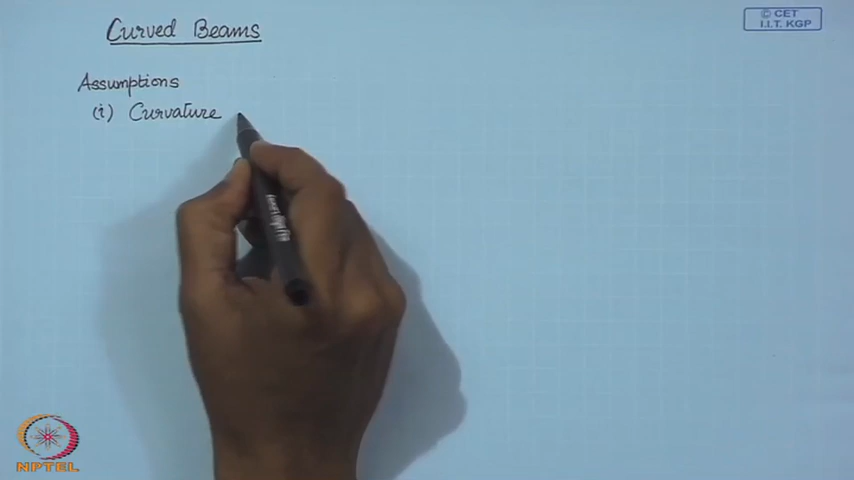 Curved Beams
© CET
I.I.T. KGP
Assumptions
(i) Curvature
NPTEL